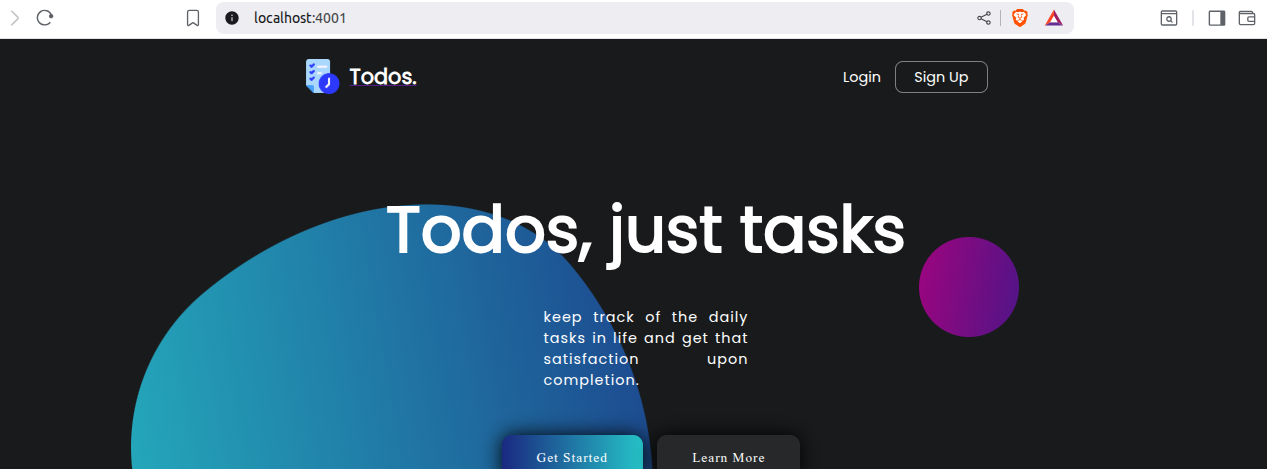 localhost:4001
Todos.
Login
Sign Up
Todos, just tasks
keep track of the daily
tasks in life and get that
satisfaction upon
completion.
Get Started
Learn More